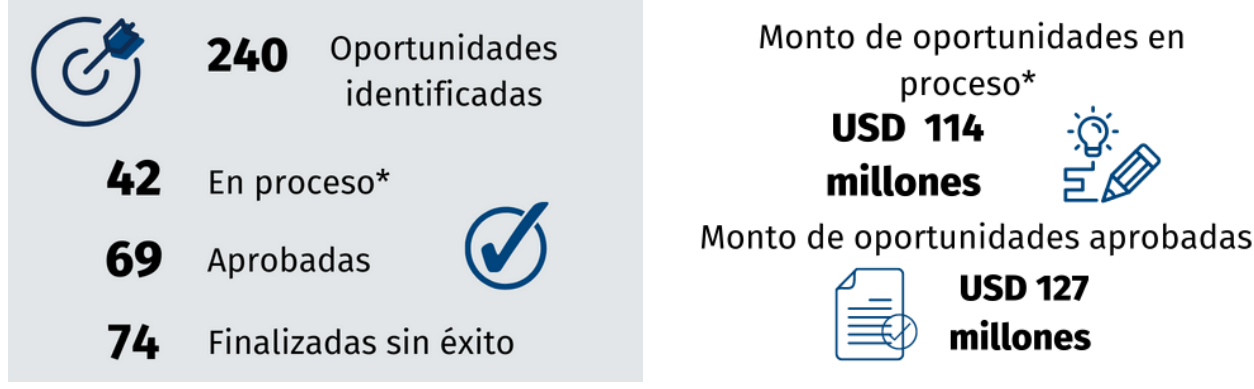 240 Oportunidades
identificadas
42 En proceso*
69 Aprobadas
74 Finalizadas sin éxito
Monto de oportunidades en
proceso*
USD 114
millones
Monto de oportunidades aprobadas
USD 127
millones